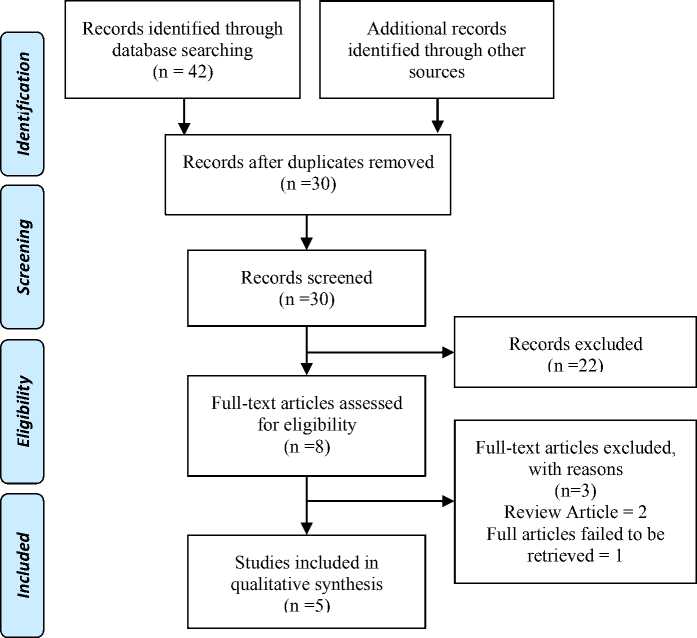 Records identified through
database searching
(n = 42)
Additional records
identified through other
sources
Identification
Records after duplicates removed
(n =30)
Screening
Records screened
(n =30)
Records excluded
(n =22)
Eligibility
Full-text articles assessed
for eligibility
(n =8)
Full-text articles excluded,
with reasons
(n=3)
Review Article = 2
Full articles failed to be
retrieved = 1
Included
Studies included in
qualitative synthesis
(n =5)